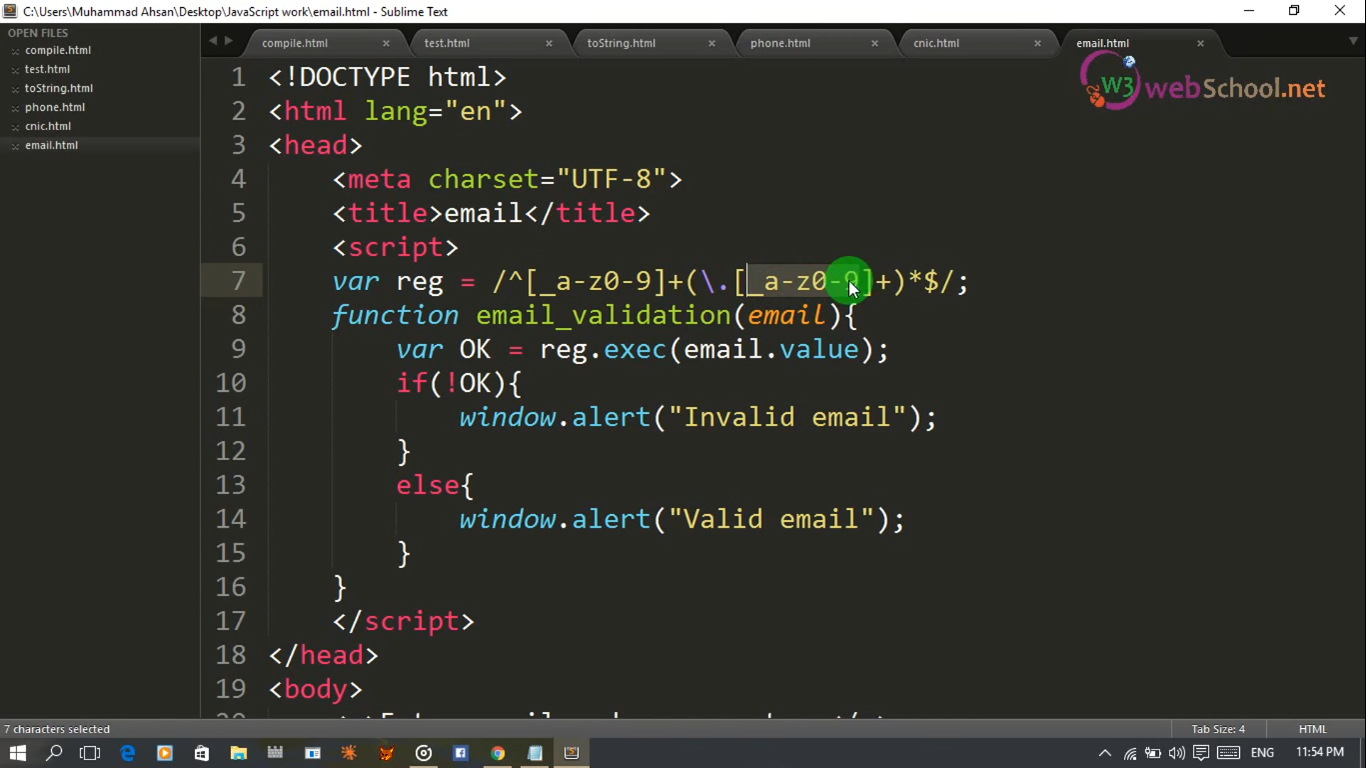 C:\Users\Muhammad Ahsan\Desktop\JavaScript work\email.html - Sublime Text
OPEN FILES
compile.html
test.html
toString.html
phone.html
cnic.html
email.html
compile.html test.html toString.html phone.html cnic.html email.html
W3 webSchool.net
1 <!DOCTYPE html>
2 <html lang="en">
3 <head>
4 <meta charset="UTF-8">
5 <title>email</title>
6 <script>
7 var reg = /^[_a-z0-9]+(\.[_a-z0-9]+)*$/;
8 function email_validation(email){
9 var OK = reg.exec(email.value);
10 if(!OK){
11 window.alert("Invalid email");
12 }
13 else{
14 window.alert("Valid email");
15 }
16 }
17 </script>
18 </head>
19 <body>
7 characters selected
Tab Size: 4
HTML
ENG
11:54 PM